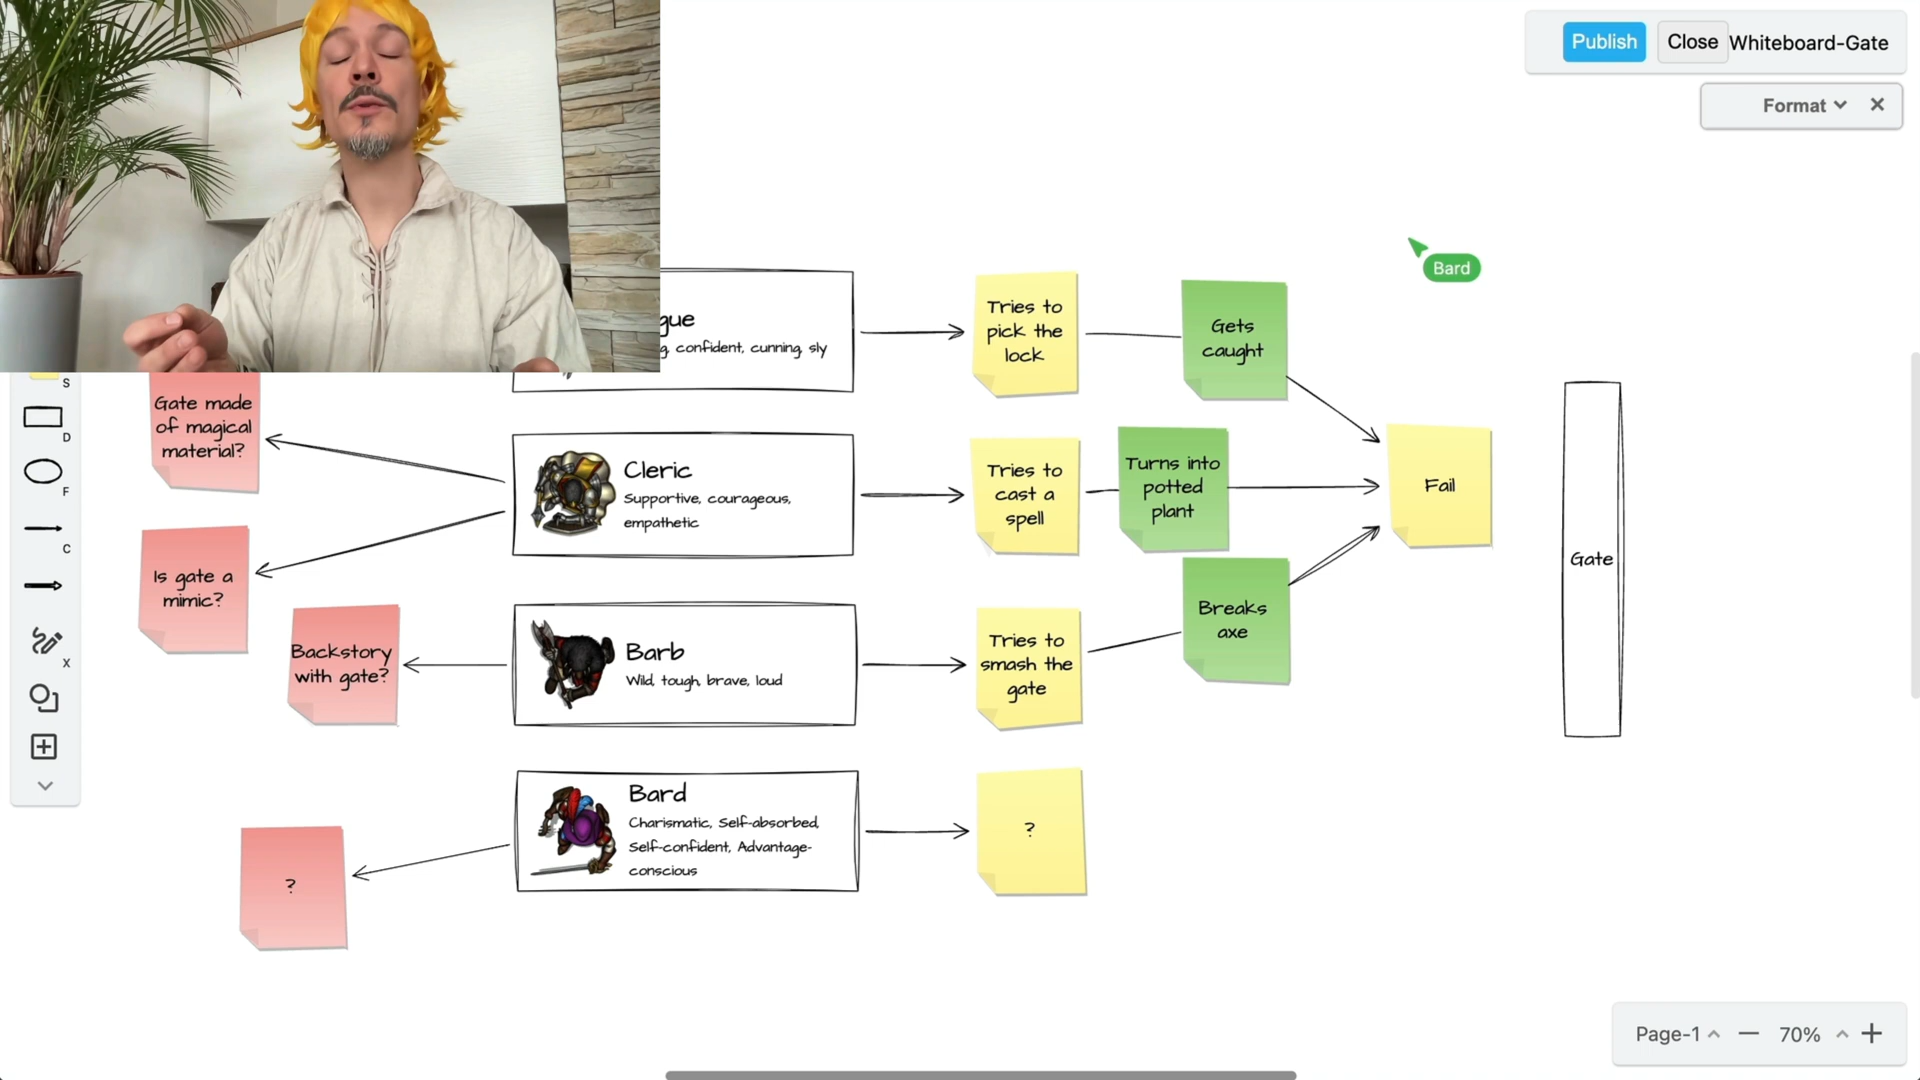 Publish
Close
Whiteboard-Gate
Format
Bard
confident, cunning, sly
Tries to
pick the
lock
Gets
caught
Gate made
of magical
material?
Cleric
Supportive, courageous,
empathetic
Tries to
cast a
spell
Turns into
potted
plant
Fail
Is gate a
mimic?
Backstory
with gate?
Barb
Wild, tough, brave, loud
Tries to
smash the
gate
Breaks
axe
Gate
Bard
Charismatic, Self-absorbed,
Self-confident, Advantage-
conscious
?
?
S
D
F
C
X
Page-1
70%